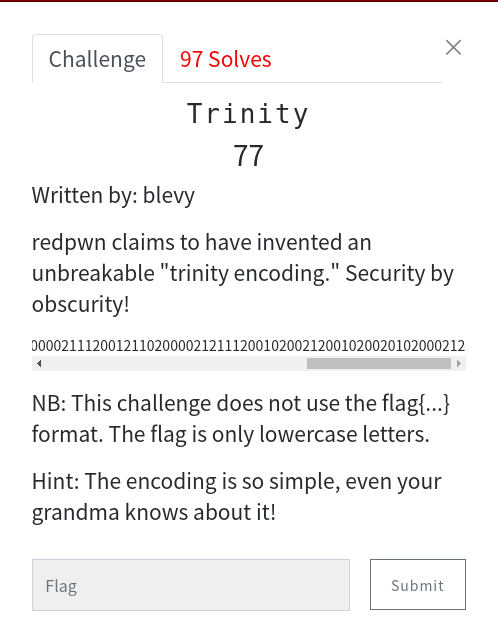 Challenge
97 Solves
Trinity
77
Written by: blevy
redpwn claims to have invented an
unbreakable "trinity encoding." Security by
obscurity!
0000211120012110200002121112001020021200102002010200021​2
NB: This challenge does not use the flag{...}
format. The flag is only lowercase letters.
Hint: The encoding is so simple, even your
grandma knows about it!
Flag
Submit